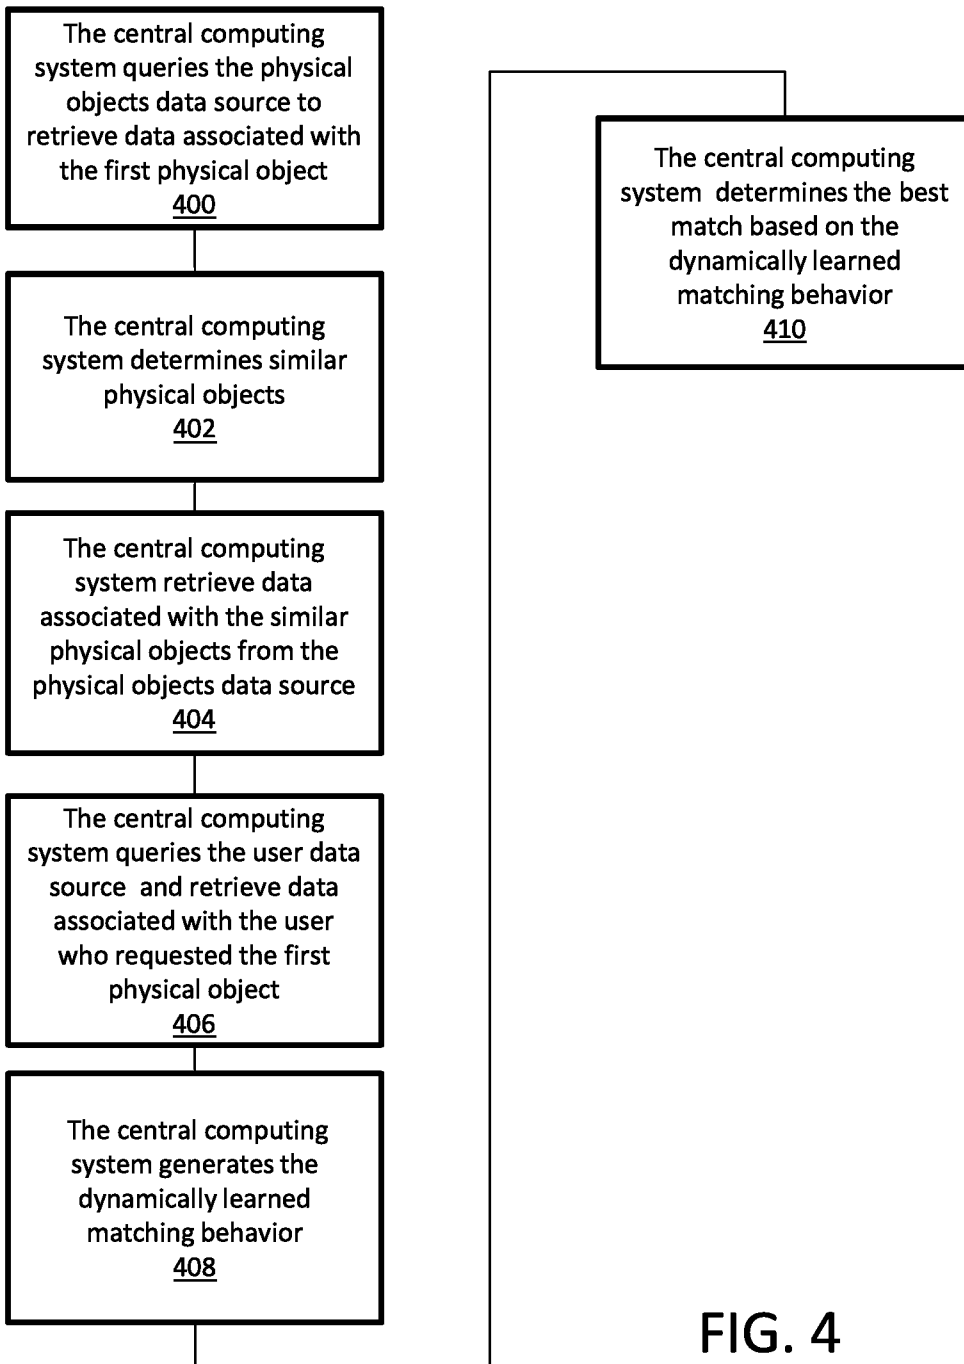 The central computing
system queries the physical
objects data source to
retrieve data associated with
the first physical object
400
The central computing
system determines similar
physical objects
402
The central computing
system retrieve data
associated with the similar
physical objects from the
physical objects data source
404
The central computing
system queries the user data
source and retrieve data
associated with the user
who requested the first
physical object
406
The central computing
system generates the
dynamically learned
matching behavior
408
The central computing
system determines the best
match based on the
dynamically learned
matching behavior
410
FIG. 4